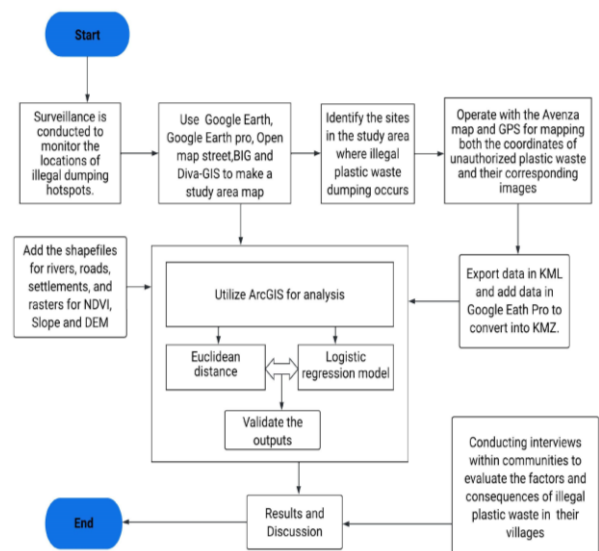 Start
Surveillance is
conducted to
monitor the
locations of
illegal dumping
hotspots.
Use Google Earth,
Google Earth pro, Open
map street,BIG and
Diva-GIS to make a
study area map
Identify the sites
in the study area
where illegal
plastic waste
dumping occurs
Operate with the Avenza
map and GPS for mapping
both the coordinates of
unauthorized plastic waste
and their corresponding
images
Add the shapefiles
for rivers, roads,
settlements, and
rasters for NDVI,
Slope and DEM
Utilize ArcGIS for analysis
Export data in KML
and add data in
Google Eath Pro to
convert into KMZ.
Euclidean
distance
Logistic
regression model
Validate the
outputs
Conducting interviews
within communities to
evaluate the factors and
consequences of illegal
plastic waste in their
villages
Results and
Discussion
End